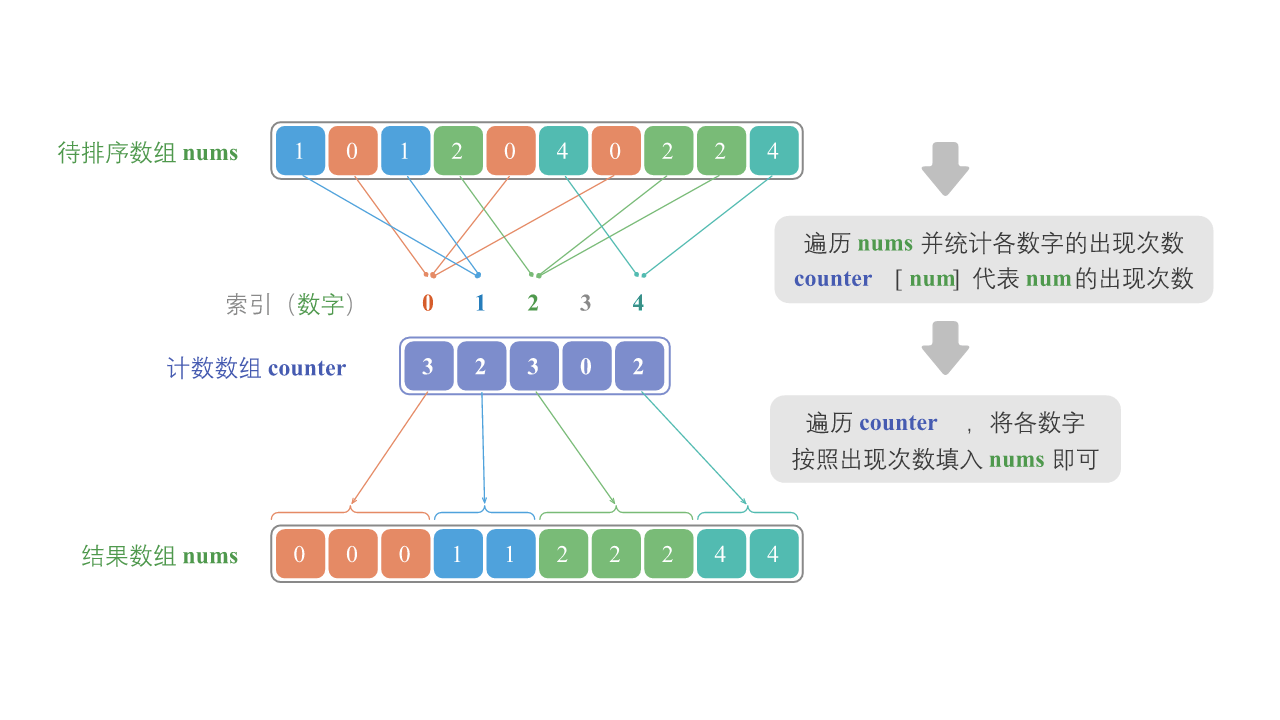 待排序数组 nums
1 0 1 2 0 4 0 2 2 4
遍历 nums 并统计各数字的出现次数
counter [ num] 代表 num 的出现次数
索引（数字）
0 1 2 3 4
计数数组 counter
3 2 3 0 2
遍历 counter ，将各数字
按照出现次数填入 nums 即可
结果数组 nums
0 0 0 1 1 2 2 2 4 4